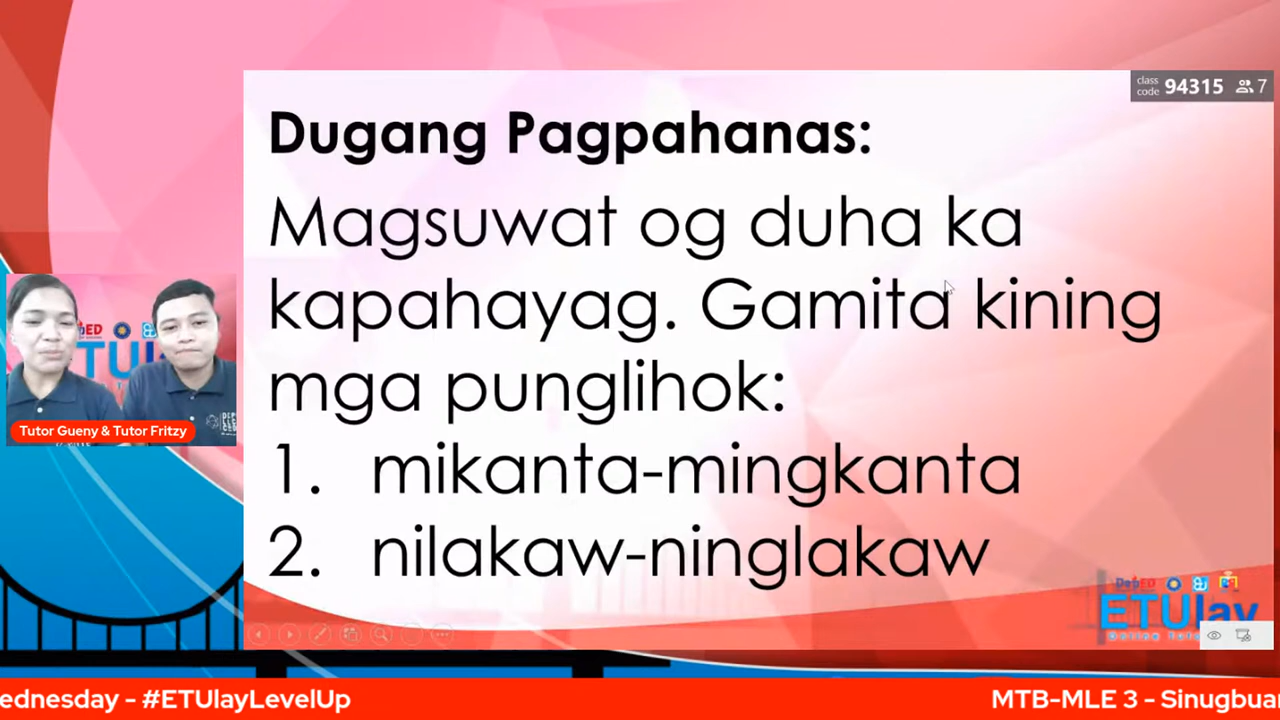 class code 94315 7
Dugang Pagpahanas:
Magsuwat og duha ka
kapahayag. Gamita kining
mga punglihok:
1. mikanta-mingkanta
2. nilakaw-ninglakaw
Tutor Gueny & Tutor Fritzy
DepED
ETUlay
ednesday - #ETUlayLevelUp
MTB-MLE 3 - Sinugbuan